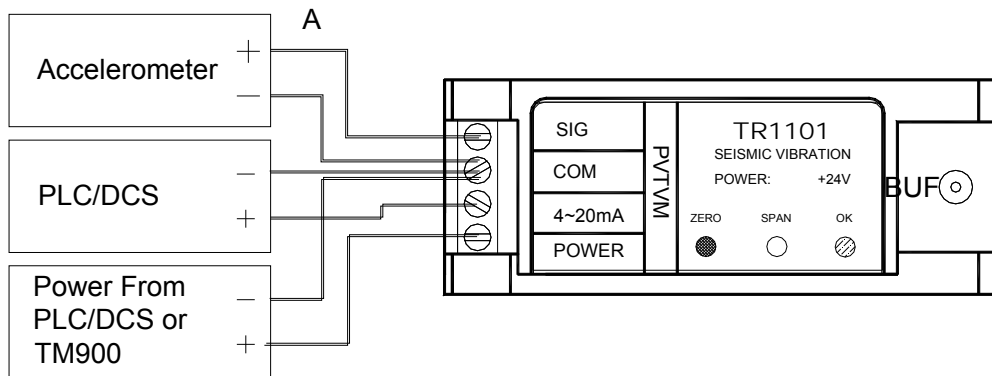 A
+
Accelerometer
−
−
PLC/DCS
+
Power From
PLC/DCS or
TM900
−
+
SIG
COM
4~20mA
POWER
PVTVM
TR1101
SEISMIC VIBRATION
POWER: +24V
ZERO SPAN OK
BUF